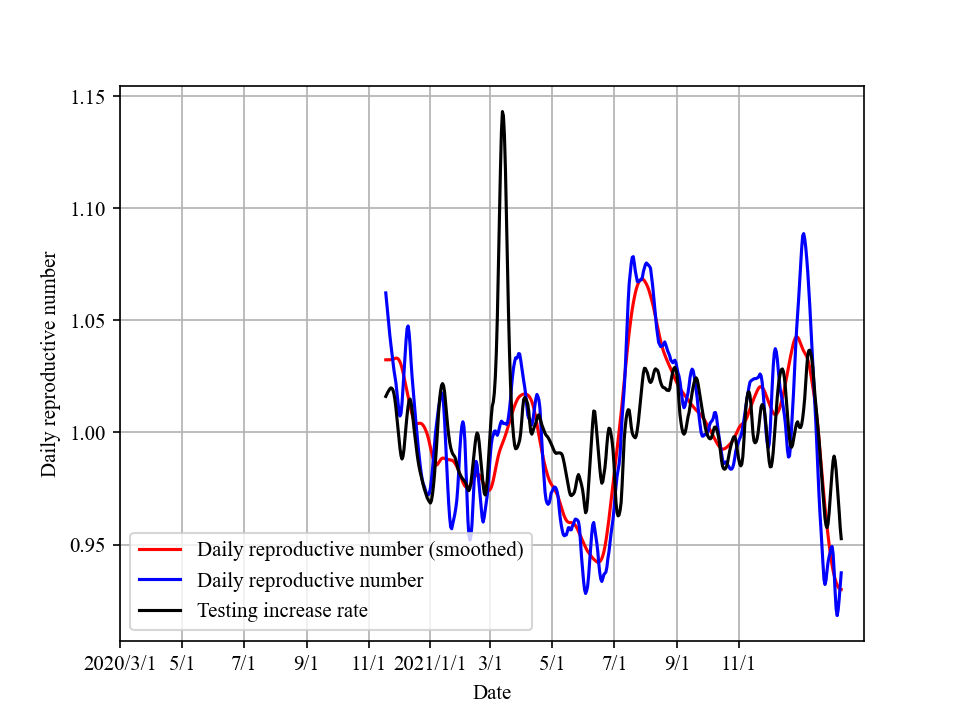 1.15
1.10
1.05
1.00
0.95
Daily reproductive number
Daily reproductive number (smoothed)
Daily reproductive number
Testing increase rate
2020/3/1 5/1 7/1 9/1 11/1 2021/1/1 3/1 5/1 7/1 9/1 11/1
Date